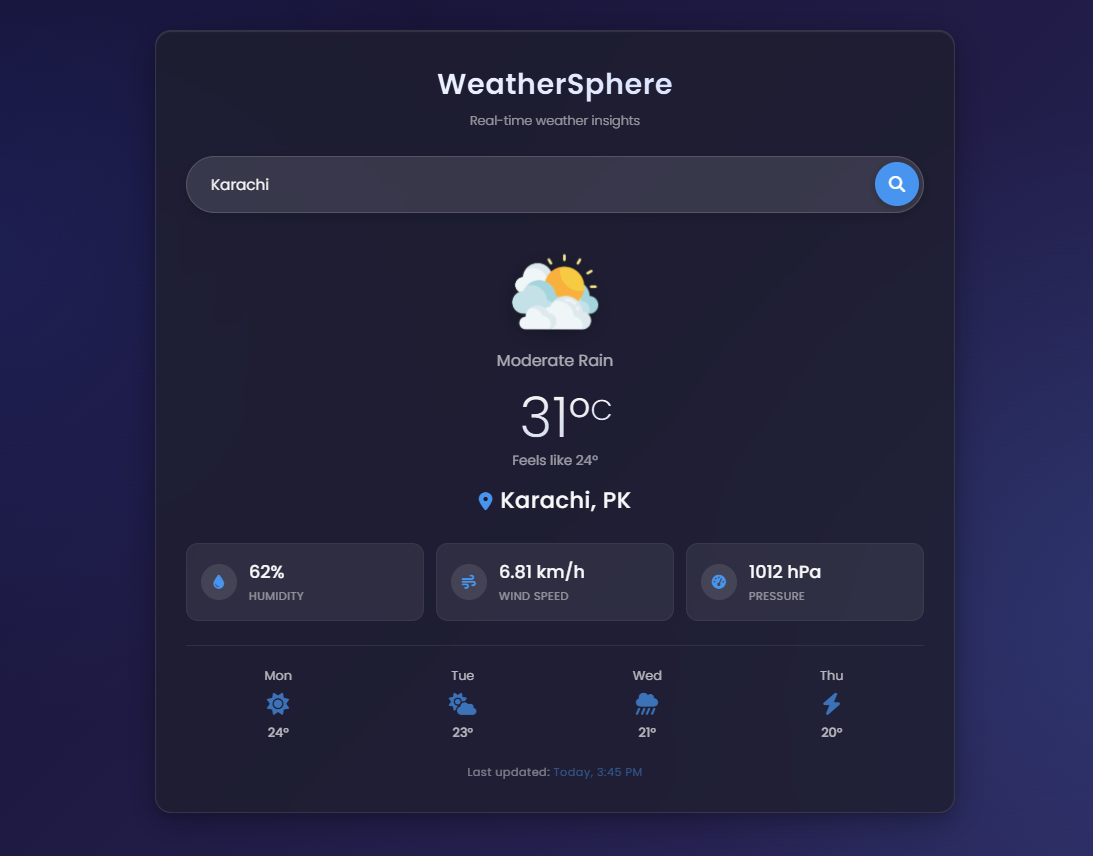 WeatherSphere
Real-time weather insights
Karachi
Moderate Rain
31°C
Feels like 24°
Karachi, PK
62%
HUMIDITY
6.81 km/h
WIND SPEED
1012 hPa
PRESSURE
Mon
Tue
Wed
Thu
24°
23°
21°
20°
Last updated: Today, 3:45 PM